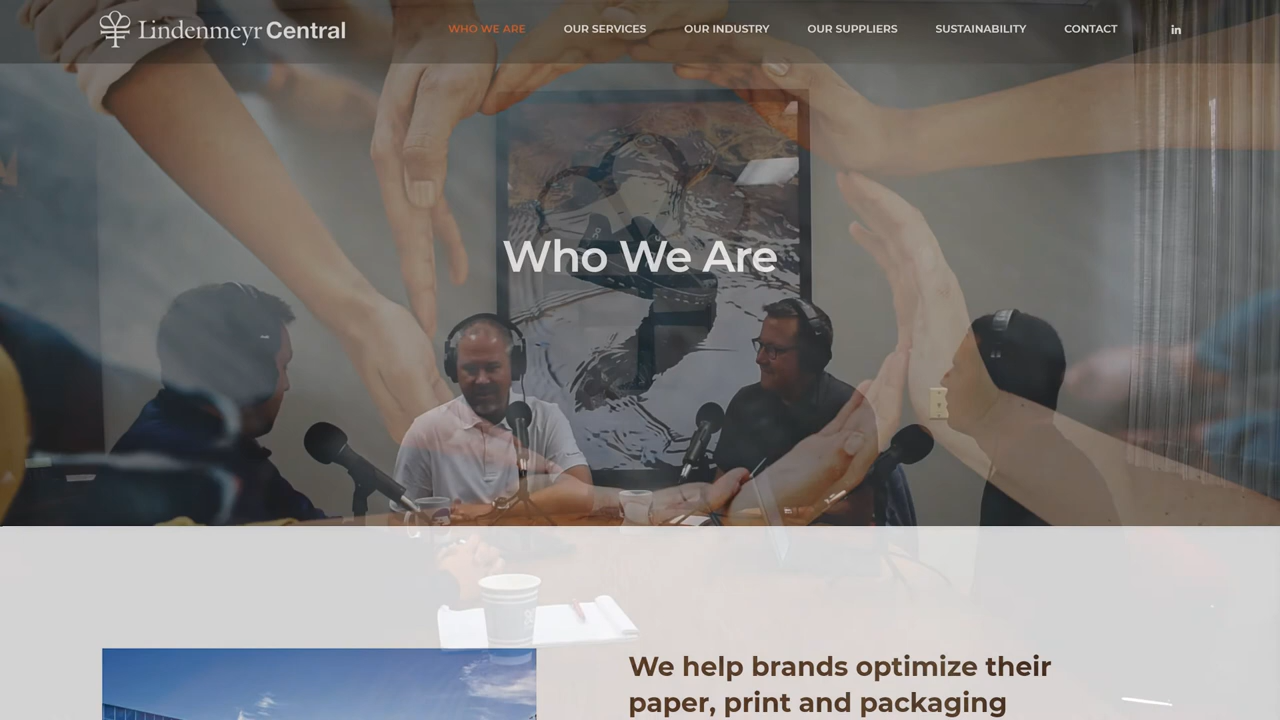 Lindenmeyr Central
WHO WE ARE
OUR SERVICES
OUR INDUSTRY
OUR SUPPLIERS
SUSTAINABILITY
CONTACT
in
Who We Are
We help brands optimize their
paper, print and packaging